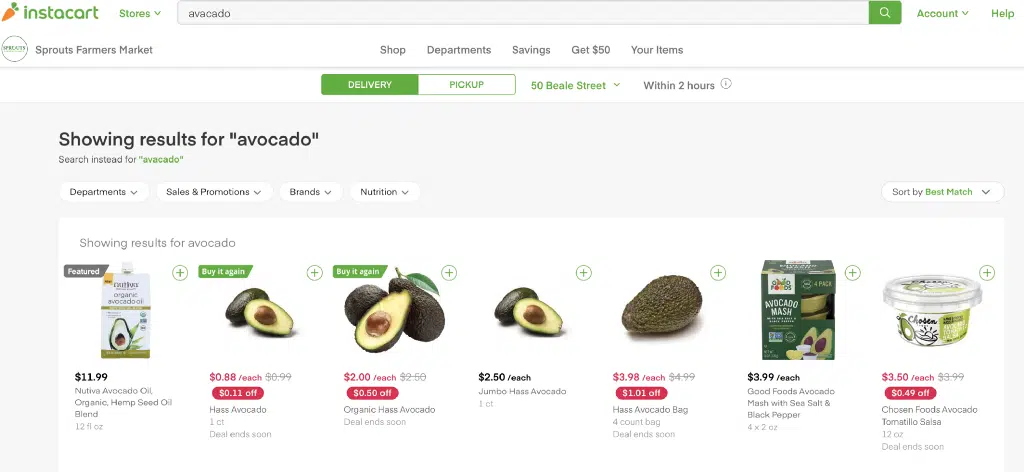 instacart Stores avacado Account Help
SPROUTS Sprouts Farmers Market Shop Departments Savings Get $50 Your Items
DELIVERY PICKUP 50 Beale Street Within 2 hours
Showing results for "avocado"
Search instead for "avacado"
Departments Sales & Promotions Brands Nutrition Sort by Best Match
Showing results for avocado
Featured Buy it again Buy it again
organic
avocado oil
GOOD FOODS
4 PACK
AVOCADO
MASH
Chosen
$11.99
Nutiva Avocado Oil,
Organic, Hemp Seed Oil
Blend
12 fl oz
$0.88 /each $0.99
$0.11 off
Hass Avocado
1 ct
Deal ends soon
$2.00 /each $2.50
$0.50 off
Organic Hass Avocado
Deal ends soon
$2.50 /each
Jumbo Hass Avocado
1 ct
$3.98 /each $4.99
$1.01 off
Hass Avocado Bag
4 count bag
Deal ends soon
$3.99 /each
Good Foods Avocado
Mash with Sea Salt &
Black Pepper
4 x 2 oz
$3.50 /each $3.99
$0.49 off
Chosen Foods Avocado
Tomatillo Salsa
12 oz
Deal ends soon